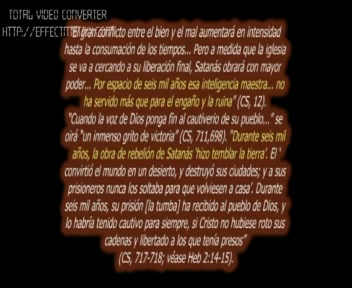 TOTAL VIDEO CONVERTER
HTTP://EFFECTM
"El gran conflicto entre el bien y el mal aumentará en intensidad
hasta la consumación de los tiempos... Pero a medida que la iglesia
se va a cercando a su liberación final, Satanás obrará con mayor
poder... Por espacio de seis mil años esa inteligencia maestra... no
ha servido más que para el engaño y la ruina" (CS, 12).
"Cuando la voz de Dios ponga fin al cautiverio de su pueblo..." se
oirá "un inmenso grito de victoria" (CS, 711,698). "Durante seis mil
años, la obra de rebelión de Satanás 'hizo temblar la tierra'. El '
convirtió el mundo en un desierto, y destruyó sus ciudades; y a sus
prisioneros nunca los soltaba para que volviesen a casa'. Durante
seis mil años, su prisión [la tumba] ha recibido al pueblo de Dios, y
lo habría tenido cautivo para siempre, si Cristo no hubiese roto sus
cadenas y libertado a los que tenía presos"
(CS, 717-718; véase Heb 2:14-15).